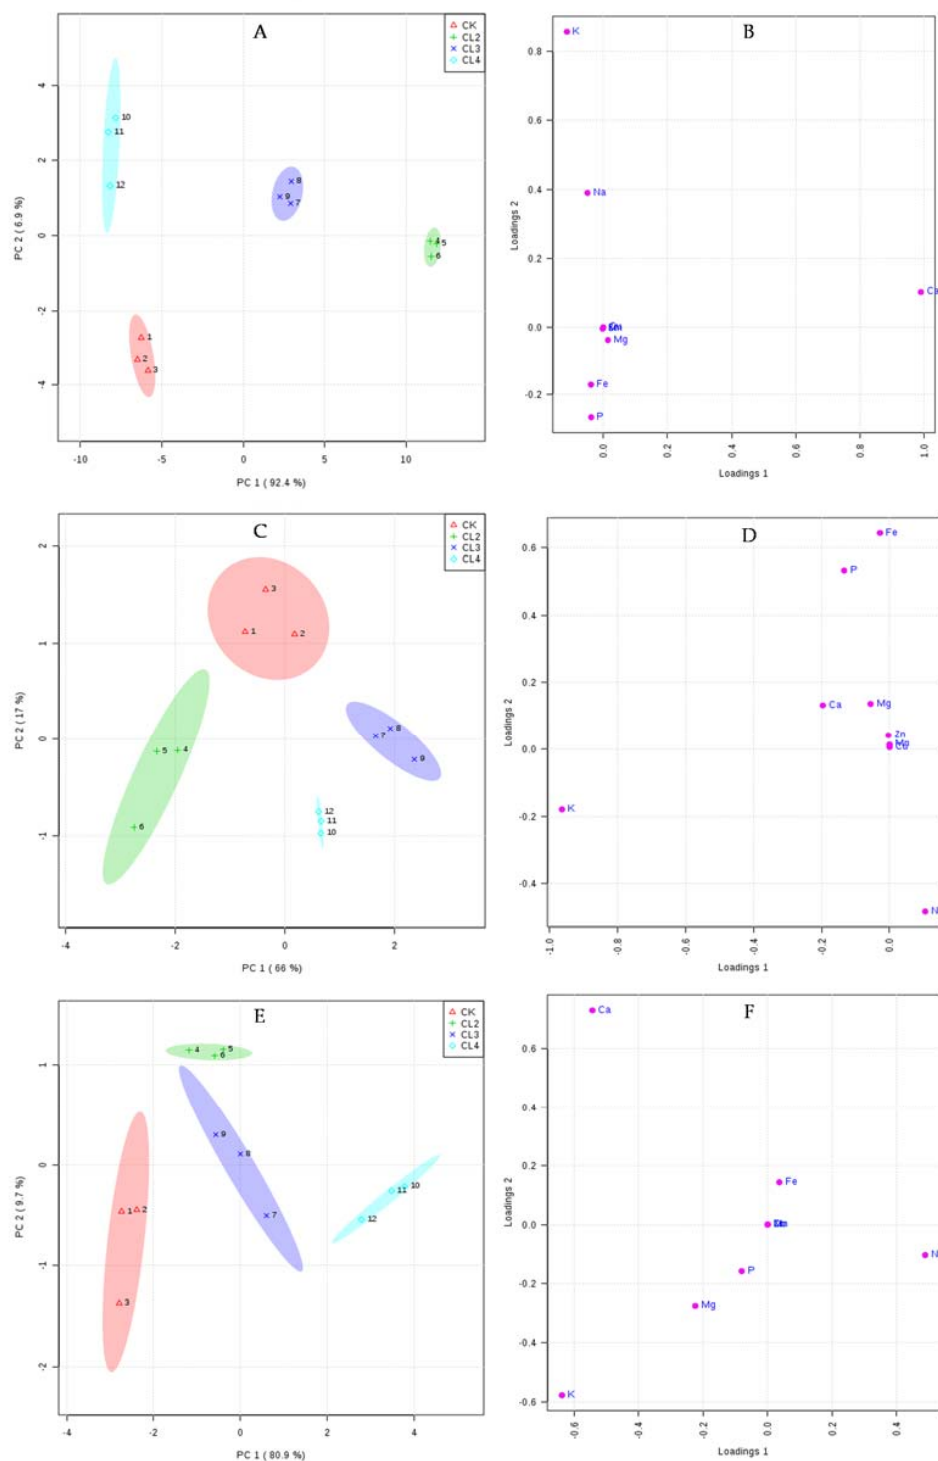 A
CK
CL2
CL3
CL4
10
11
12
8
9
7
4
5
6
1
2
3
4
2
0
-2
-4
-10
-5
0
5
10
PC 2 ( 6.9 %)
PC 1 ( 92.4 %)
B
K
Na
Ca
Mg
Fe
P
0.8
0.6
0.4
0.2
0.0
-0.2
0.0
0.2
0.4
0.6
0.8
1.0
Loadings 2
Loadings 1
C
CK
CL2
CL3
CL4
3
1
2
5
4
6
7
8
9
12
11
10
2
1
0
-1
-4
-2
0
2
PC 2 ( 17 %)
PC 1 ( 66 %)
D
Fe
P
Ca
Mg
Zn
K
N
0.6
0.4
0.2
0.0
-0.2
-0.4
-1.0
-0.8
-0.6
-0.4
-0.2
0.0
Loadings 2
Loadings 1
E
CK
CL2
CL3
CL4
4
5
6
9
8
7
1
2
3
10
11
12
1
0
-1
-2
-4
-2
0
2
4
PC 2 ( 9.7 %)
PC 1 ( 80.9 %)
F
Ca
Fe
N
P
Mg
K
0.6
0.4
0.2
0.0
-0.2
-0.4
-0.6
-0.6
-0.4
-0.2
0.0
0.2
0.4
Loadings 2
Loadings 1